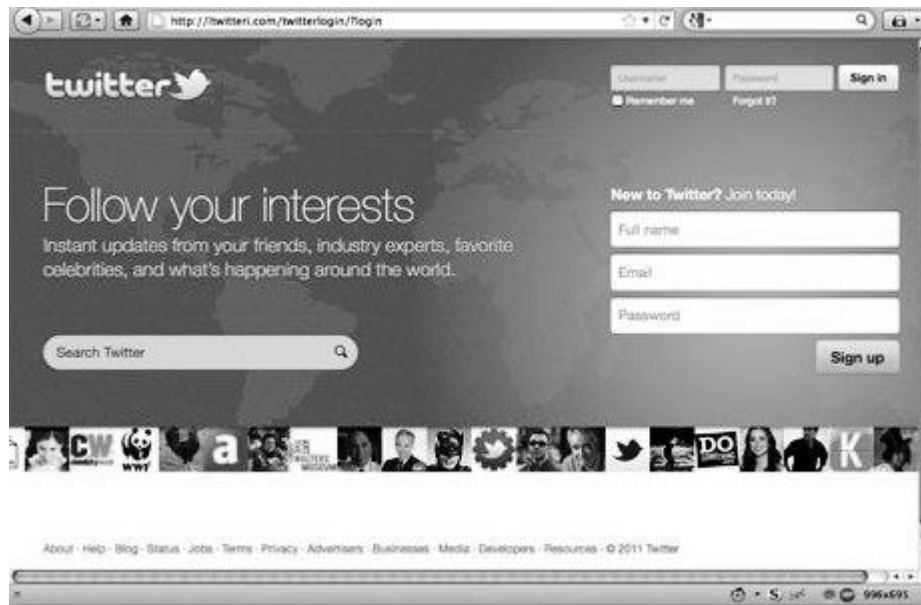 http://itwitteri.com/twitterlogin/?login
twitter
Username
Password
Sign in
Remember me
Forgot it?
Follow your interests
Instant updates from your friends, industry experts, favorite
celebrities, and what's happening around the world.
New to Twitter? Join today!
Full name
Email
Password
Search Twitter
Sign up
CW
WWF
a
DO
K
About · Help · Blog · Status · Jobs · Terms · Privacy · Advertisers · Businesses · Media · Developers · Resources · © 2011 Twitter
996x695